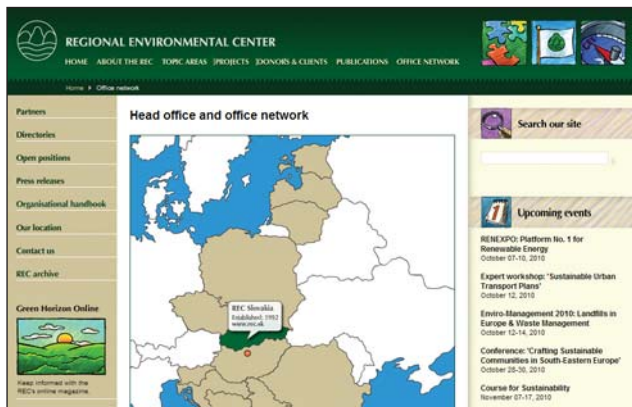 REGIONAL ENVIRONMENTAL CENTER
HOME ABOUT THE REC TOPIC AREAS PROJECTS DONORS & CLIENTS PUBLICATIONS OFFICE NETWORK
Home Office network
Partners
Directories
Open positions
Press releases
Organisational handbook
Our location
Contact us
REC archive
Green Horizon Online
Keep informed with the
REC's online magazine.
Head office and office network
REC Slovakia
Established: 1992
www.rec.sk
Search our site
1
Upcoming events
RENEXPO: Platform No. 1 for
Renewable Energy
October 07-10, 2010
Expert workshop: 'Sustainable Urban
Transport Plans'
October 12, 2010
Enviro-Management 2010: Landfills in
Europe & Waste Management
October 12-14, 2010
Conference: 'Crafting Sustainable
Communities in South-Eastern Europe'
October 28-30, 2010
Course for Sustainability
November 07-17, 2010